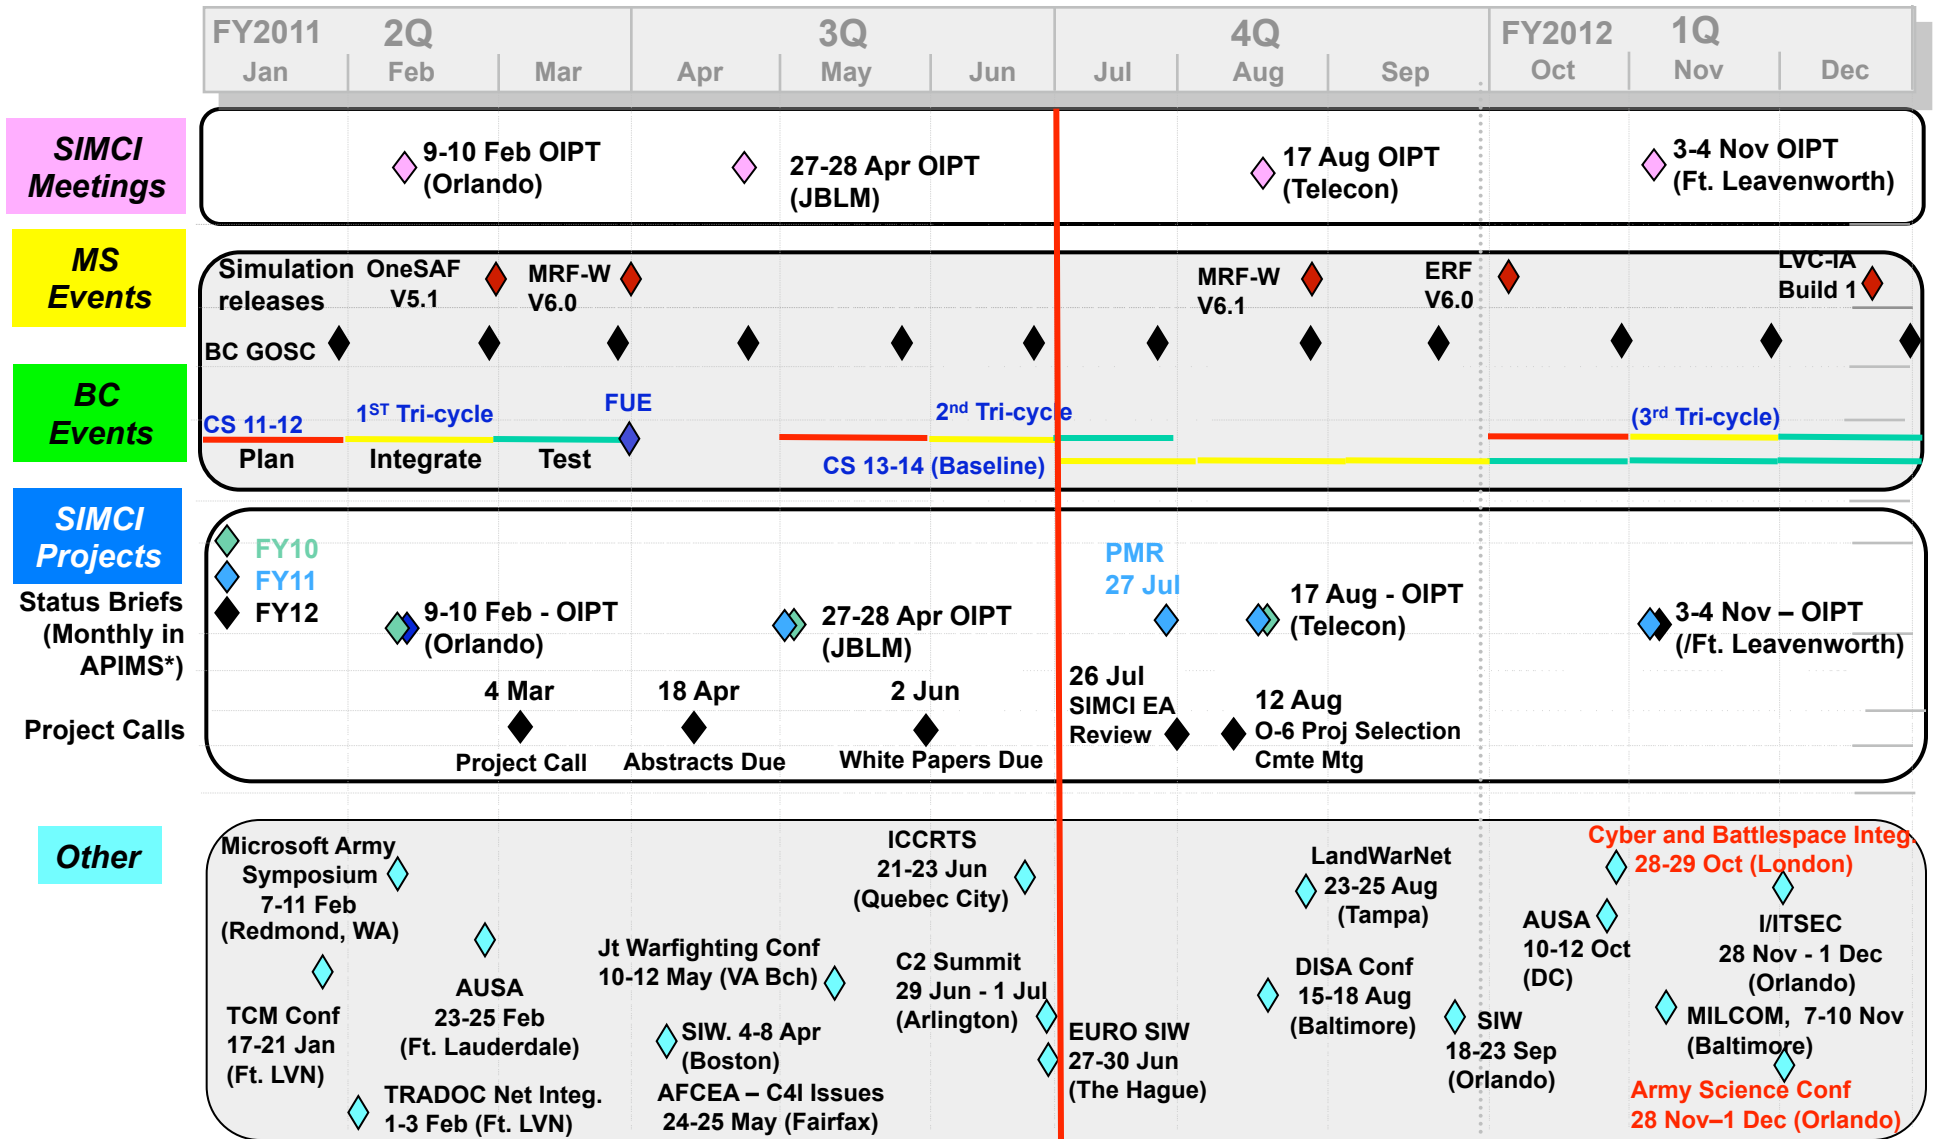 FY2011 2Q 3Q 4Q FY2012 1Q
Jan Feb Mar Apr May Jun Jul Aug Sep Oct Nov Dec
SIMCI
Meetings
9-10 Feb OIPT
(Orlando)
27-28 Apr OIPT
(JBLM)
17 Aug OIPT
(Telecon)
3-4 Nov OIPT
(Ft. Leavenworth)
MS
Events
Simulation
releases
OneSAF
V5.1
MRF-W
V6.0
MRF-W
V6.1
ERF
V6.0
LVC-IA
Build 1
BC GOSC
BC
Events
CS 11-12
1ST Tri-cycle
FUE
2nd Tri-cycle
(3rd Tri-cycle)
Plan
Integrate
Test
CS 13-14 (Baseline)
SIMCI
Projects
FY10
FY11
FY12
Status Briefs
(Monthly in
APIMS*)
9-10 Feb - OIPT
(Orlando)
27-28 Apr OIPT
(JBLM)
PMR
27 Jul
17 Aug - OIPT
(Telecon)
3-4 Nov – OIPT
(/Ft. Leavenworth)
Project Calls
4 Mar
Project Call
18 Apr
Abstracts Due
2 Jun
White Papers Due
26 Jul
SIMCI EA
Review
12 Aug
O-6 Proj Selection
Cmte Mtg
Other
Microsoft Army
Symposium
7-11 Feb
(Redmond, WA)
TCM Conf
17-21 Jan
(Ft. LVN)
AUSA
23-25 Feb
(Ft. Lauderdale)
TRADOC Net Integ.
1-3 Feb (Ft. LVN)
ICCRTS
21-23 Jun
(Quebec City)
Jt Warfighting Conf
10-12 May (VA Bch)
C2 Summit
29 Jun - 1 Jul
(Arlington)
SIW. 4-8 Apr
(Boston)
AFCEA – C4I Issues
24-25 May (Fairfax)
EURO SIW
27-30 Jun
(The Hague)
LandWarNet
23-25 Aug
(Tampa)
DISA Conf
15-18 Aug
(Baltimore)
SIW
18-23 Sep
(Orlando)
Cyber and Battlespace Integ.
28-29 Oct (London)
AUSA
10-12 Oct
(DC)
I/ITSEC
28 Nov - 1 Dec
(Orlando)
MILCOM, 7-10 Nov
(Baltimore)
Army Science Conf
28 Nov–1 Dec (Orlando)